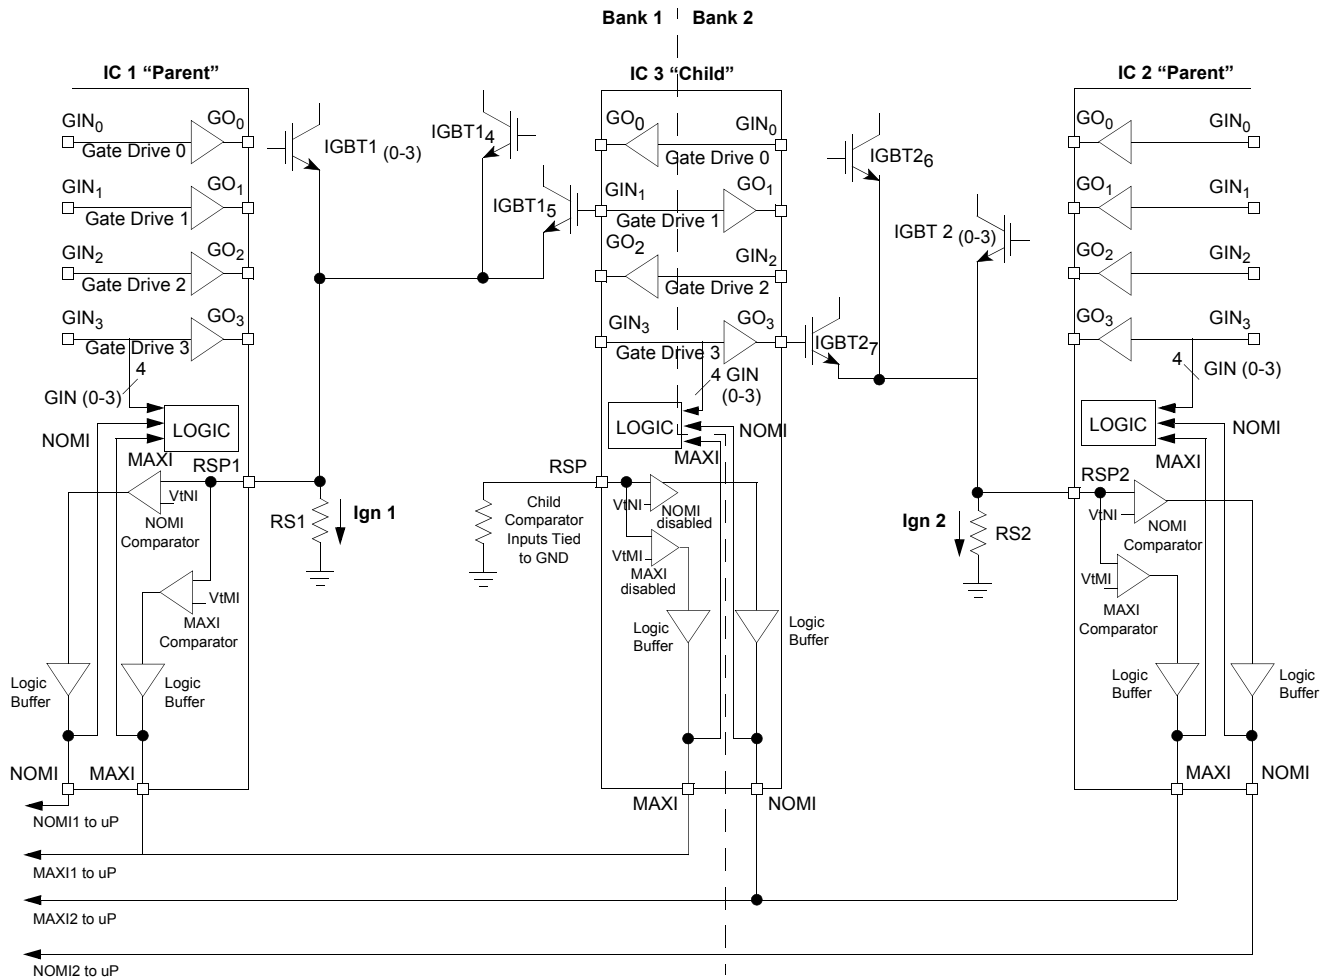 Bank 1 Bank 2
IC 1 “Parent”
IC 3 “Child”
IC 2 “Parent”
GIN0
GO0
Gate Drive 0
GIN1
GO1
Gate Drive 1
GIN2
GO2
Gate Drive 2
GIN3
GO3
Gate Drive 3
4
GIN (0-3)
LOGIC
NOMI
MAXI
RSP1
VtNI
NOMI
Comparator
VtMI
MAXI
Comparator
Logic
Buffer
Logic
Buffer
NOMI
MAXI
IGBT1 (0-3)
IGBT14
IGBT15
RS1
Ign 1
GO0
GIN0
Gate Drive 0
GIN1
GO1
Gate Drive 1
GO2
GIN2
Gate Drive 2
GIN3
GO3
Gate Drive 3
4 GIN
(0-3)
LOGIC
NOMI
MAXI
RSP
Child
Comparator
Inputs Tied
to GND
VtNI
NOMI
disabled
VtMI
MAXI
disabled
Logic
Buffer
Logic
Buffer
MAXI
NOMI
IGBT26
IGBT 2 (0-3)
IGBT27
Ign 2
RS2
GO0
GIN0
GO1
GIN1
GO2
GIN2
GO3
GIN3
4
GIN (0-3)
LOGIC
NOMI
MAXI
RSP2
VtNI
NOMI
Comparator
VtMI
MAXI
Comparator
Logic
Buffer
Logic
Buffer
MAXI
NOMI
NOMI1 to uP
MAXI1 to uP
MAXI2 to uP
NOMI2 to uP